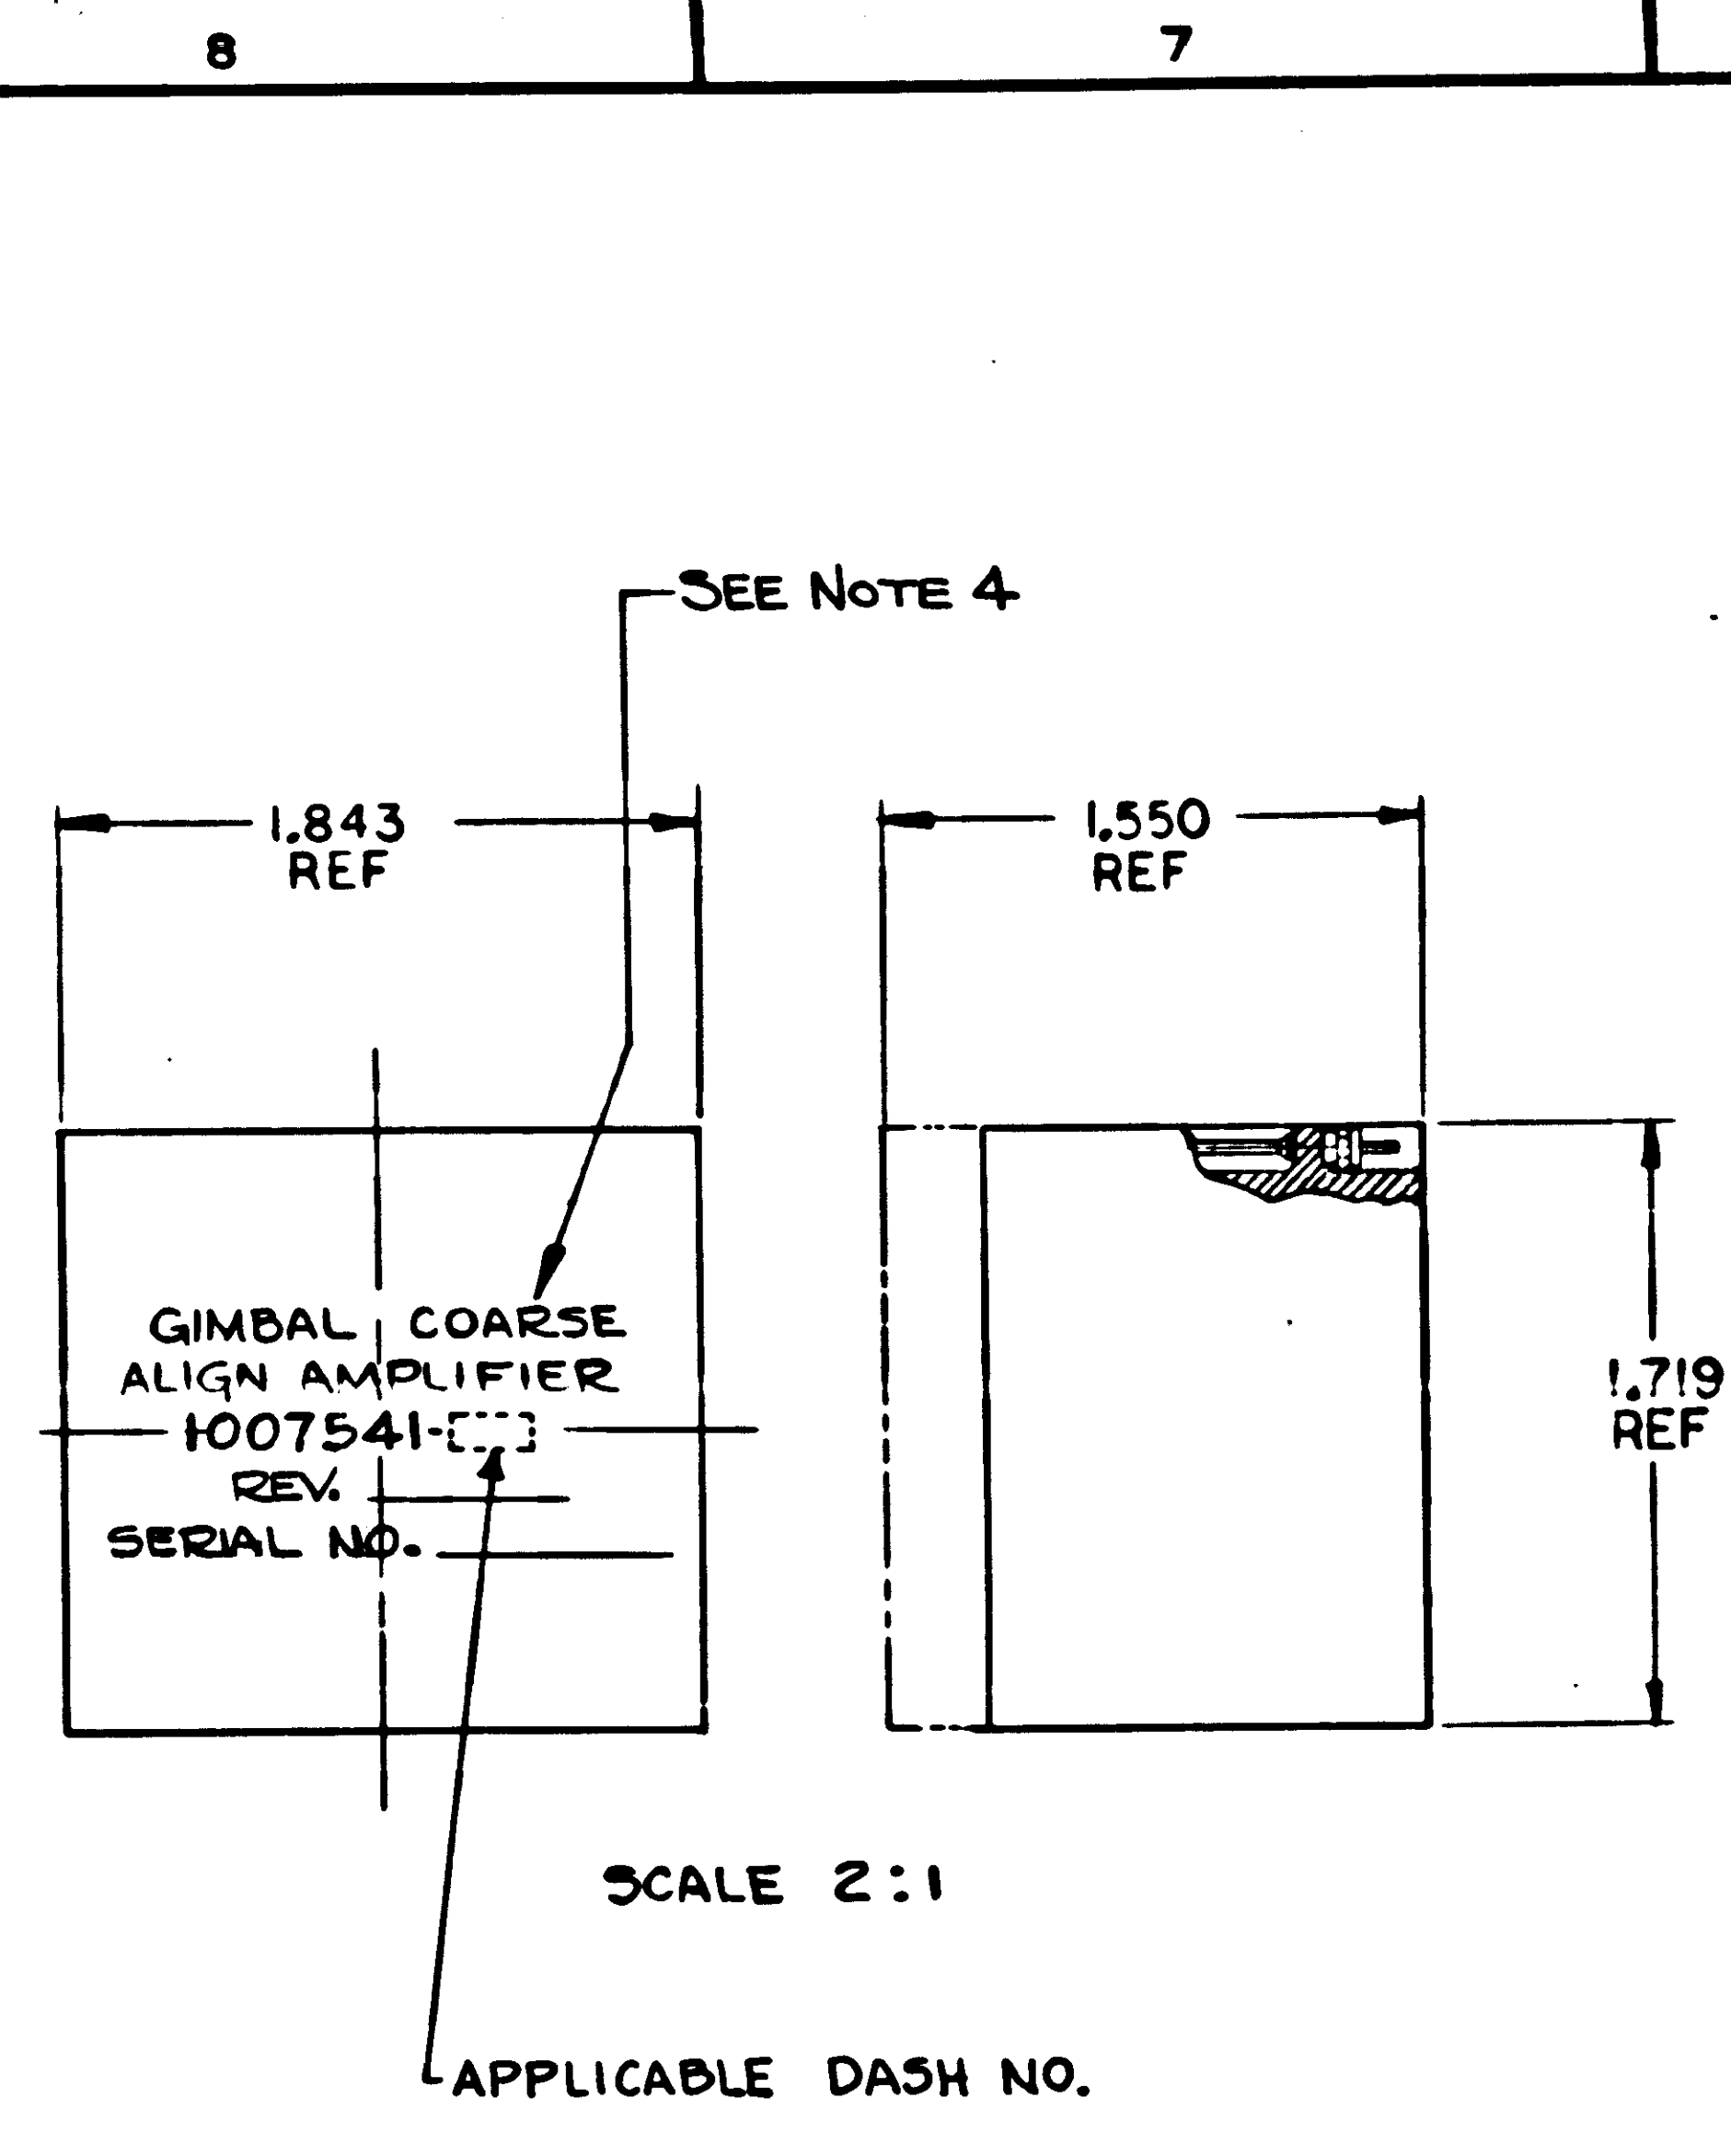 8
7
SEE NOTE 4
1.843
REF
1.550
REF
GIMBAL COARSE
ALIGN AMPLIFIER
1007541-
REV.
SERIAL NO.
1.719
REF
SCALE 2:1
APPLICABLE DASH NO.